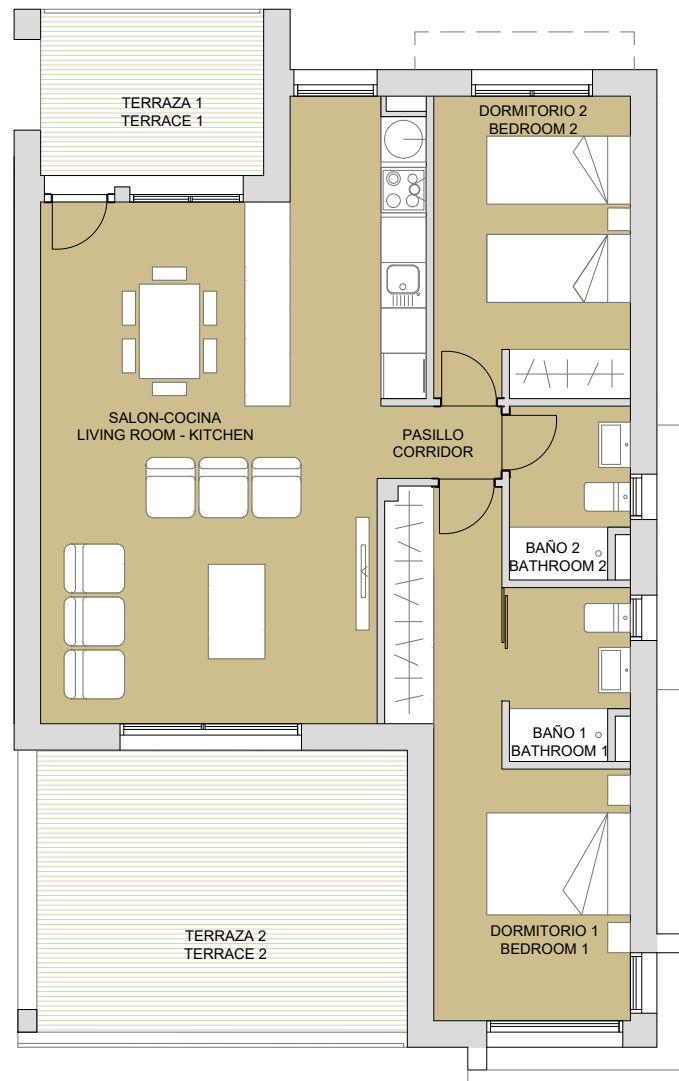 TERRAZA 1
TERRACE 1
DORMITORIO 2
BEDROOM 2
SALON-COCINA
LIVING ROOM - KITCHEN
PASILLO
CORRIDOR
BAÑO 2
BATHROOM 2
BAÑO 1
BATHROOM 1
TERRAZA 2
TERRACE 2
DORMITORIO 1
BEDROOM 1